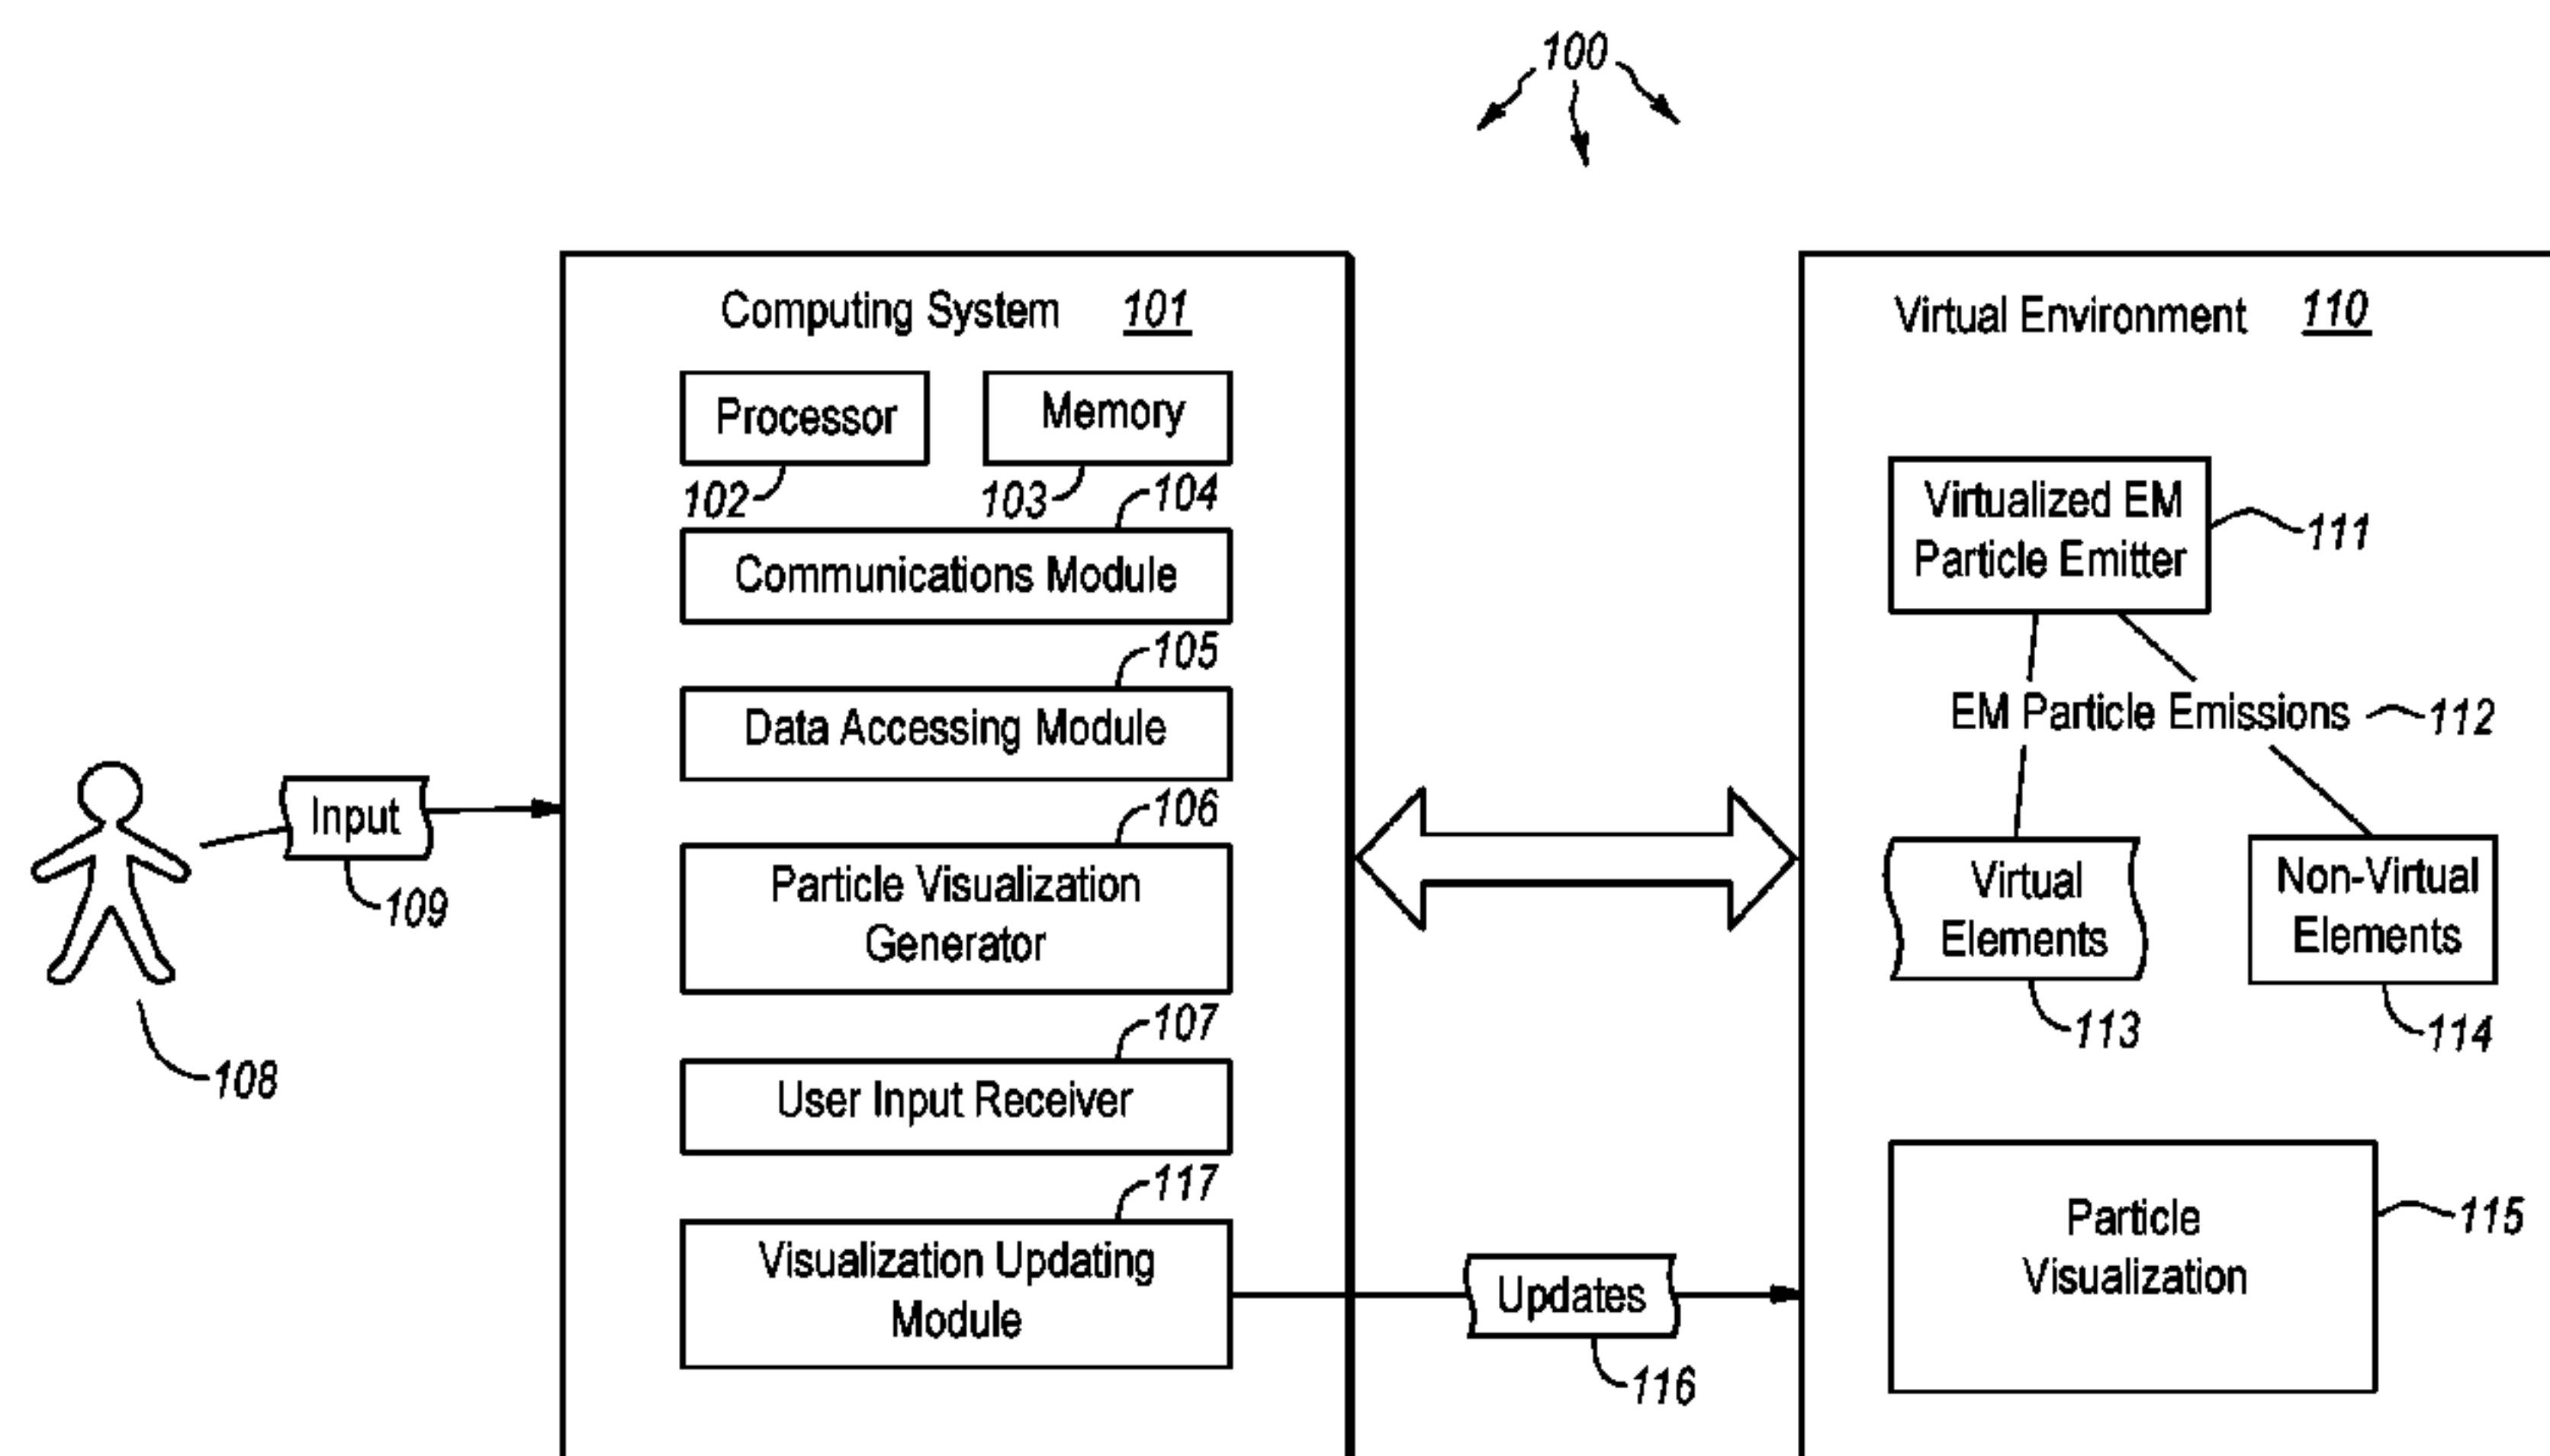 100
Computing System 101
Processor
Memory
102
103
104
Communications Module
105
Data Accessing Module
106
Particle Visualization
Generator
107
User Input Receiver
117
Visualization Updating
Module
Input
109
108
Updates
116
Virtual Environment 110
Virtualized EM
Particle Emitter
111
EM Particle Emissions 112
Virtual
Elements
113
Non-Virtual
Elements
114
Particle
Visualization
115